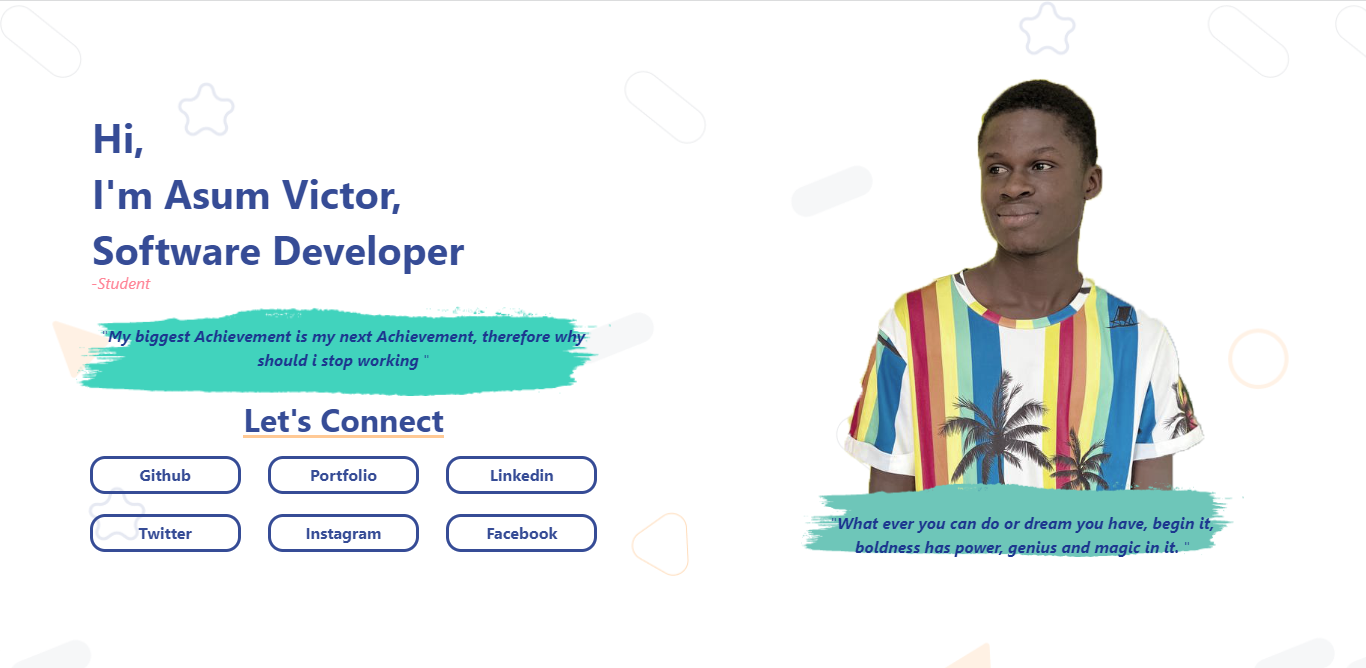 Hi,
I'm Asum Victor,
Software Developer
-Student
"My biggest Achievement is my next Achievement, therefore why
should i stop working "
Let's Connect
Github
Portfolio
Linkedin
Twitter
Instagram
Facebook
"What ever you can do or dream you have, begin it,
boldness has power, genius and magic in it. "